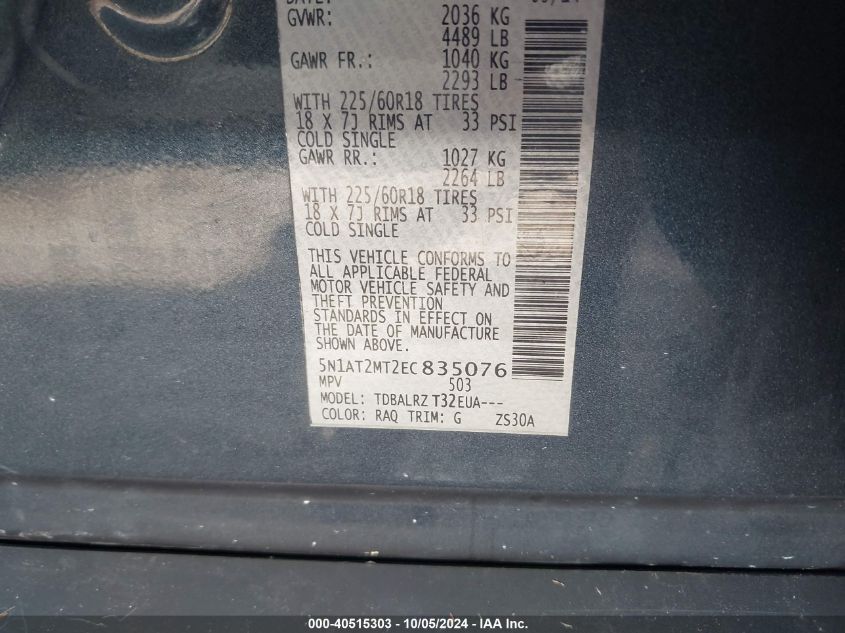 GVWR: 2036 KG
4489 LB
GAWR FR.: 1040 KG
2293 LB
WITH 225/60R18 TIRES
18 X 7J RIMS AT 33 PSI
COLD SINGLE
GAWR RR.: 1027 KG
2264 LB
WITH 225/60R18 TIRES
18 X 7J RIMS AT 33 PSI
COLD SINGLE
THIS VEHICLE CONFORMS TO
ALL APPLICABLE FEDERAL
MOTOR VEHICLE SAFETY AND
THEFT PREVENTION
STANDARDS IN EFFECT ON
THE DATE OF MANUFACTURE
SHOWN ABOVE.
5N1AT2MT2EC835076
MPV 503
MODEL: TDBALRZ T32EUA---
COLOR: RAQ TRIM: G ZS30A
000-40515303 - 10/05/2024 - IAA Inc.